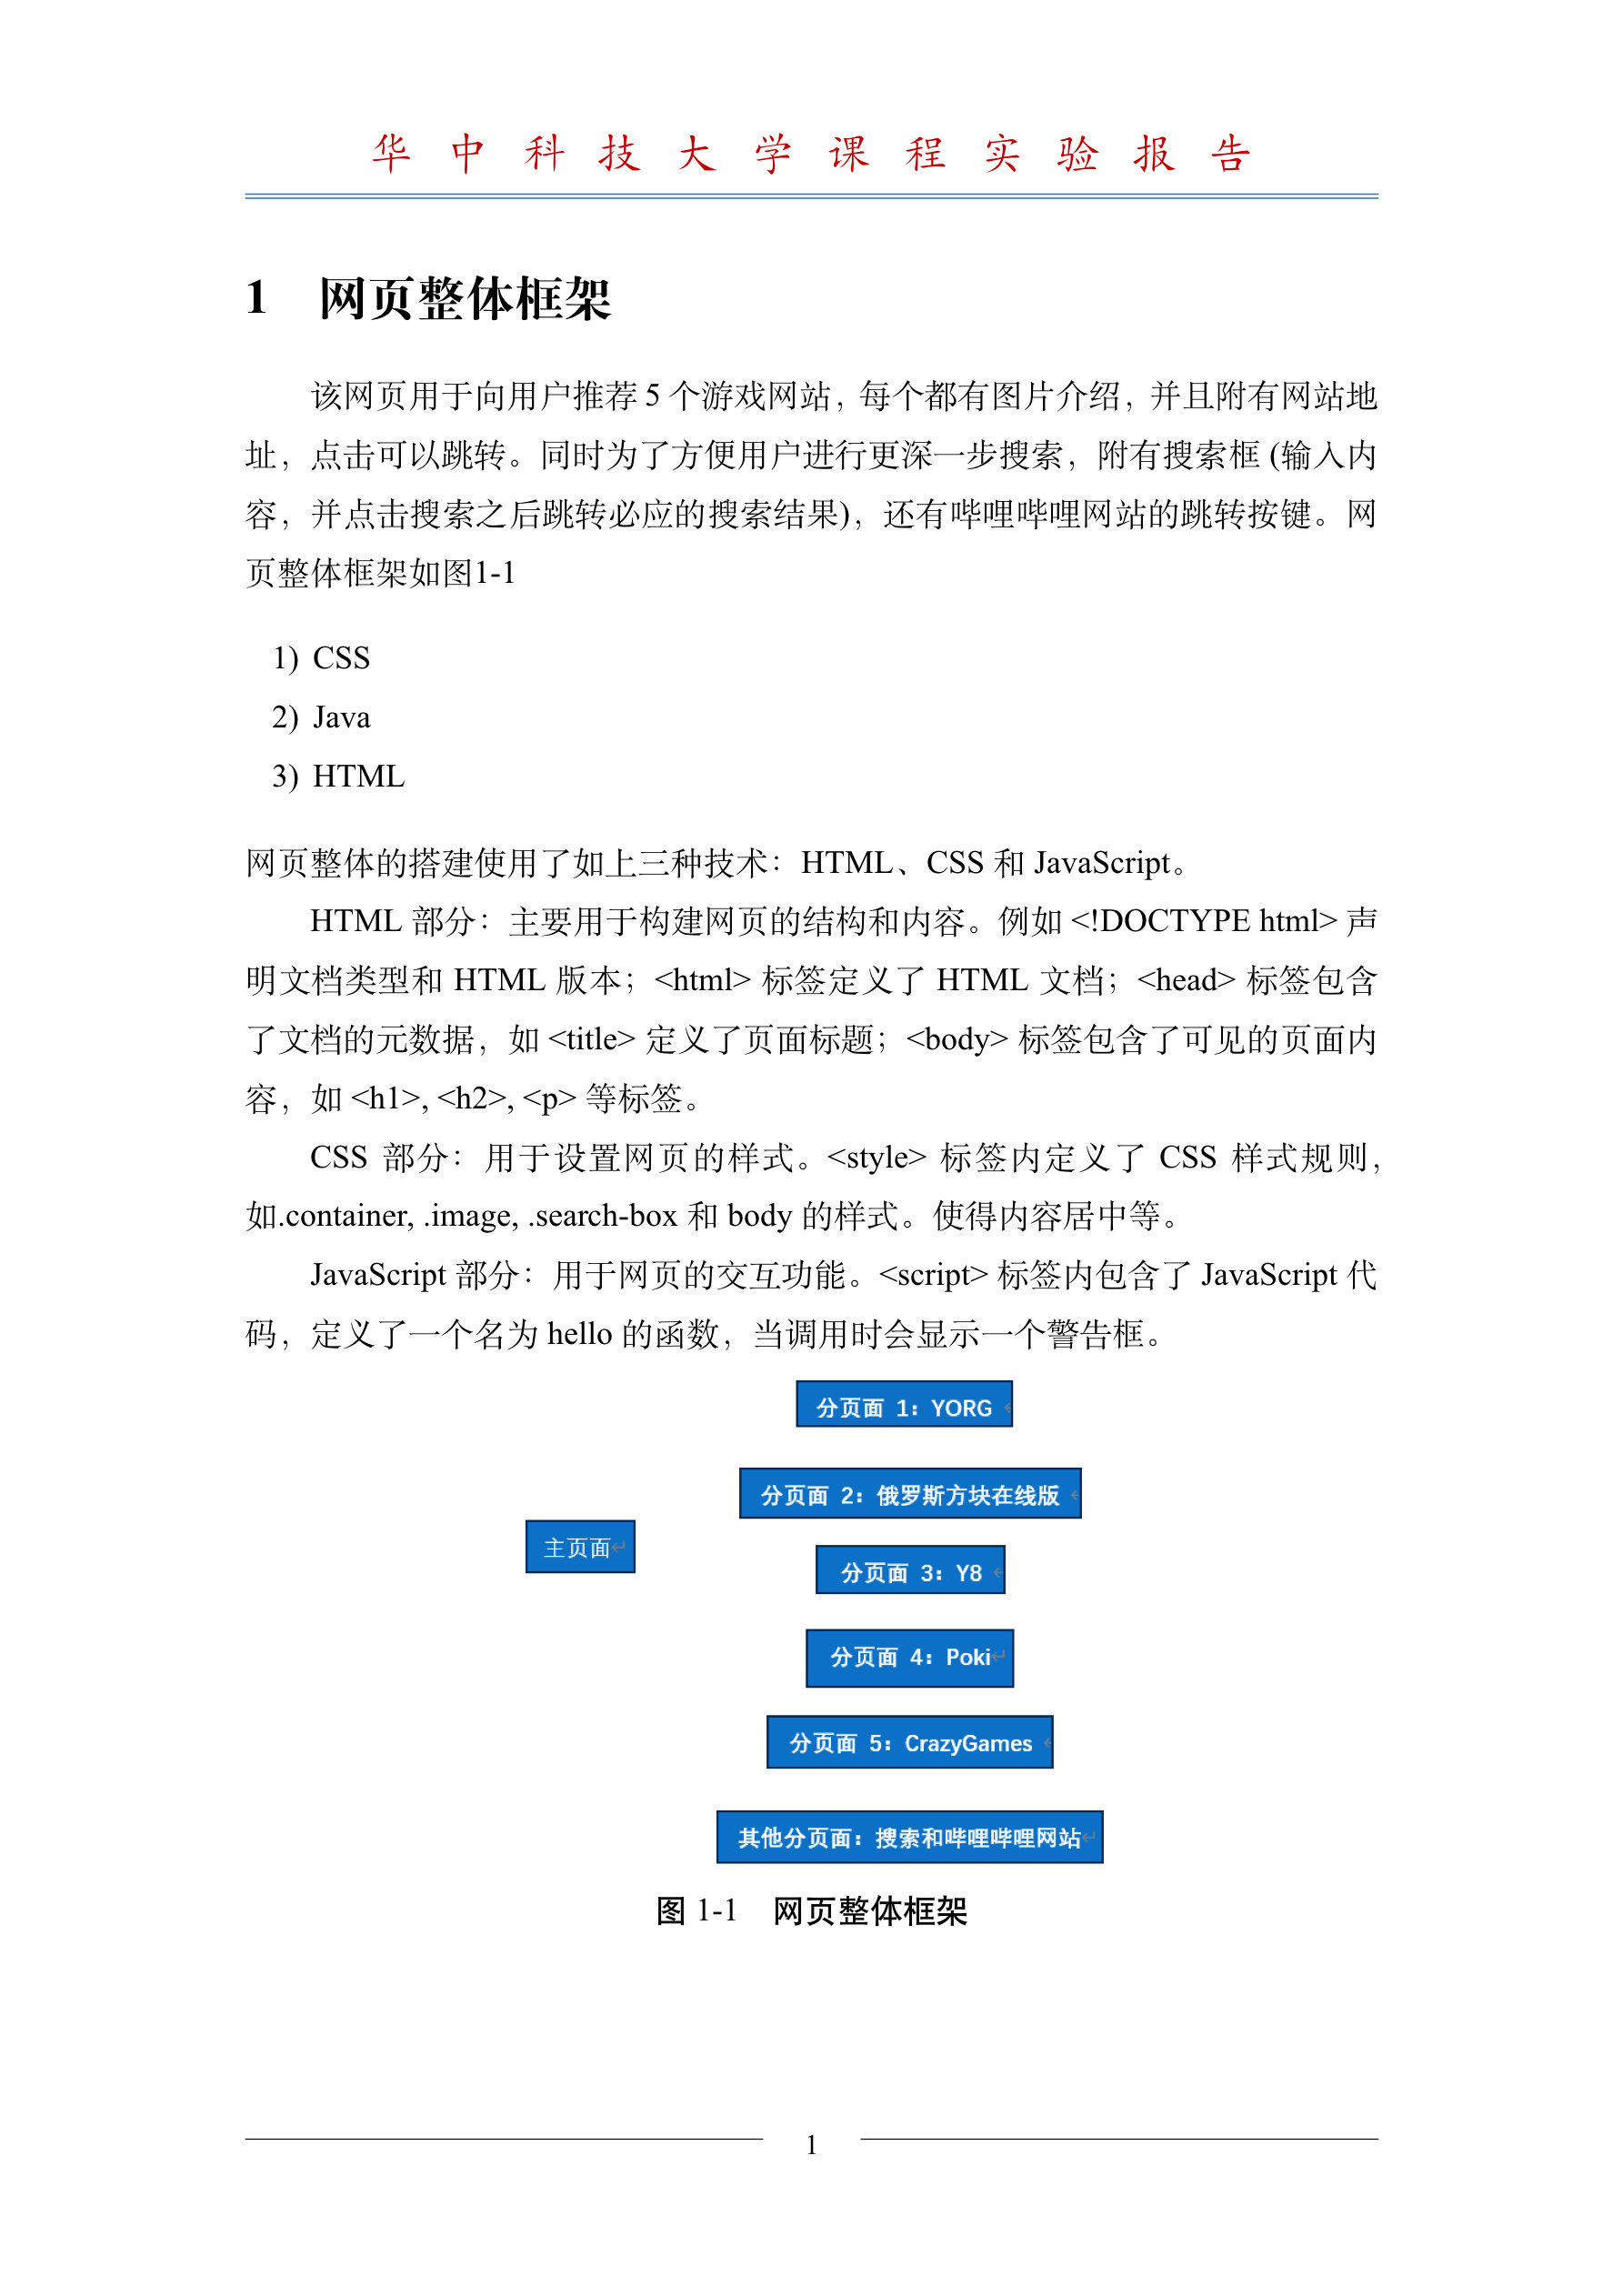 华中科技大学课程实验报告
1 网页整体框架
该网页用于向用户推荐 5 个游戏网站，每个都有图片介绍，并且附有网站地
址，点击可以跳转。同时为了方便用户进行更深一步搜索，附有搜索框 (输入内
容，并点击搜索之后跳转必应的搜索结果)，还有哔哩哔哩网站的跳转按键。网
页整体框架如图1-1
1) CSS
2) Java
3) HTML
网页整体的搭建使用了如上三种技术：HTML、CSS 和 JavaScript。
HTML 部分：主要用于构建网页的结构和内容。例如 <!DOCTYPE html> 声
明文档类型和 HTML 版本；<html> 标签定义了 HTML 文档；<head> 标签包含
了文档的元数据，如 <title> 定义了页面标题；<body> 标签包含了可见的页面内
容，如 <h1>, <h2>, <p> 等标签。
CSS 部分：用于设置网页的样式。<style> 标签内定义了 CSS 样式规则，
如.container, .image, .search-box 和 body 的样式。使得内容居中等。
JavaScript 部分：用于网页的交互功能。<script> 标签内包含了 JavaScript 代
码，定义了一个名为 hello 的函数，当调用时会显示一个警告框。
分页面 1：YORG
分页面 2：俄罗斯方块在线版
主页面
分页面 3：Y8
分页面 4：Poki
分页面 5：CrazyGames
其他分页面：搜索和哔哩哔哩网站
图 1-1 网页整体框架
1